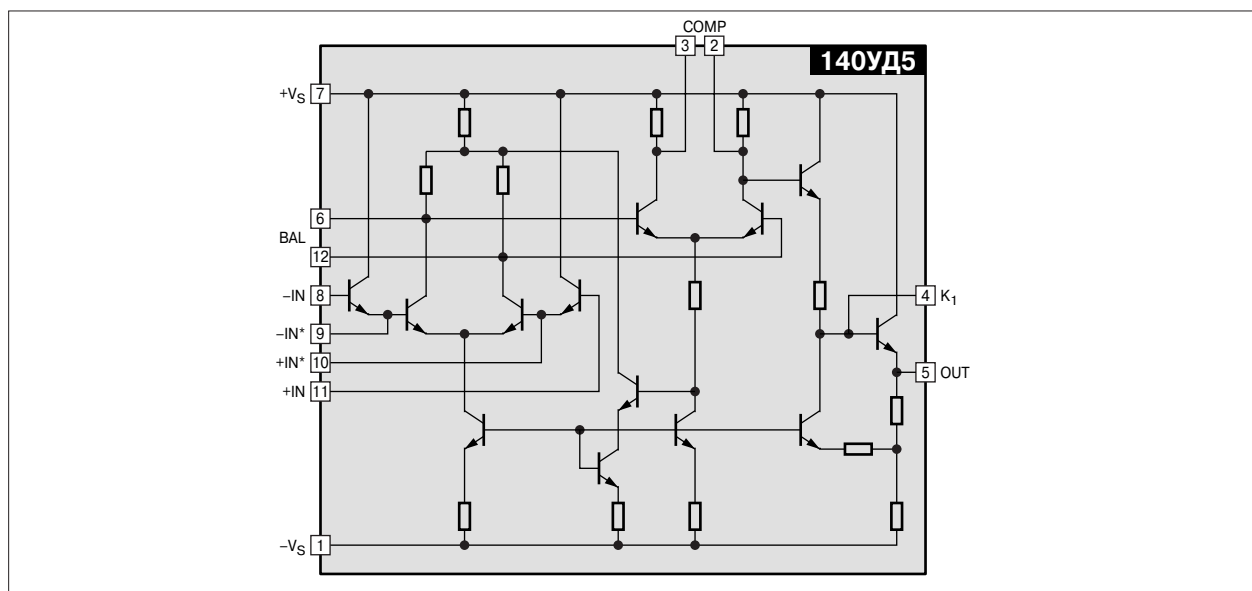 COMP
3 2
140УД5
+VS 7
6
BAL
12
–IN 8
4 K1
–IN* 9
+IN* 10
5 OUT
+IN 11
–VS 1